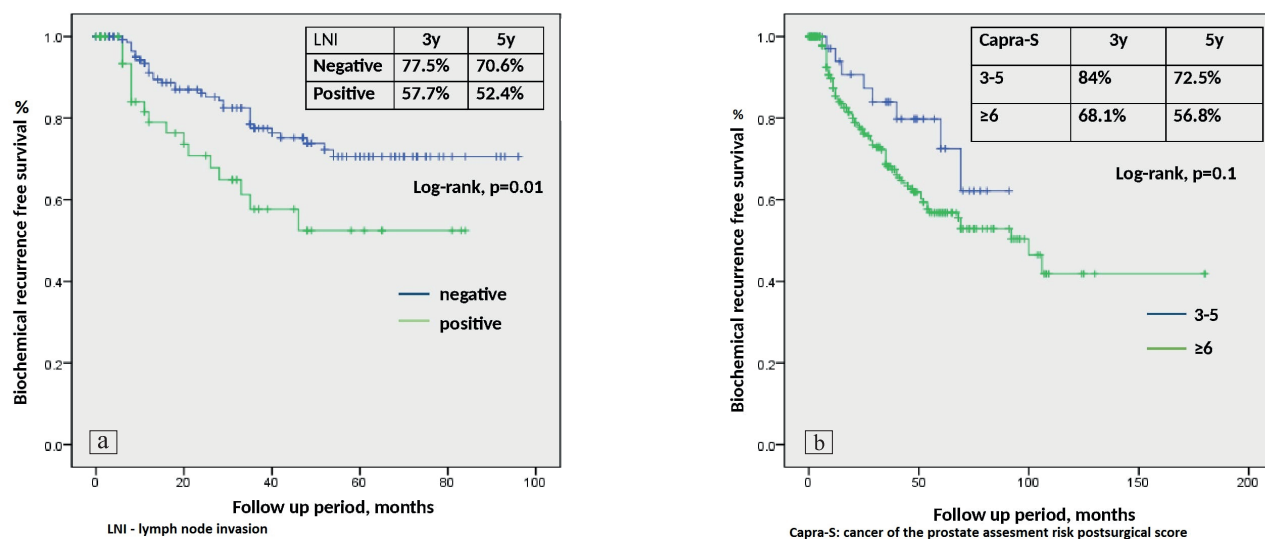 LNI 3y 5y
Negative 77.5% 70.6%
Positive 57.7% 52.4%
Log-rank, p=0.01
Biochemical recurrence free survival %
1.0
0.8
0.6
0.4
0.2
0.0
negative
positive
a
0 20 40 60 80 100
Follow up period, months
LNI - lymph node invasion
Capra-S 3y 5y
3-5 84% 72.5%
≥6 68.1% 56.8%
Log-rank, p=0.1
Biochemical recurrence free survival %
1.0
0.8
0.6
0.4
0.2
0.0
3-5
≥6
b
0 50 100 150 200
Follow up period, months
Capra-S: cancer of the prostate assesment risk postsurgical score